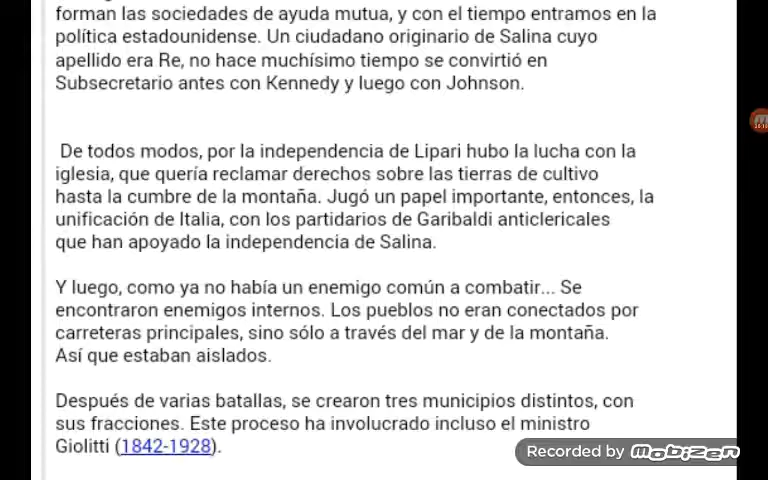 forman las sociedades de ayuda mutua, y con el tiempo entramos en la
política estadounidense. Un ciudadano originario de Salina cuyo
apellido era Re, no hace muchísimo tiempo se convirtió en
Subsecretario antes con Kennedy y luego con Johnson.
De todos modos, por la independencia de Lipari hubo la lucha con la
iglesia, que quería reclamar derechos sobre las tierras de cultivo
hasta la cumbre de la montaña. Jugó un papel importante, entonces, la
unificación de Italia, con los partidarios de Garibaldi anticlericales
que han apoyado la independencia de Salina.
Y luego, como ya no había un enemigo común a combatir... Se
encontraron enemigos internos. Los pueblos no eran conectados por
carreteras principales, sino sólo a través del mar y de la montaña.
Así que estaban aislados.
Después de varias batallas, se crearon tres municipios distintos, con
sus fracciones. Este proceso ha involucrado incluso el ministro
Giolitti (1842-1928).
Recorded by Mobizen